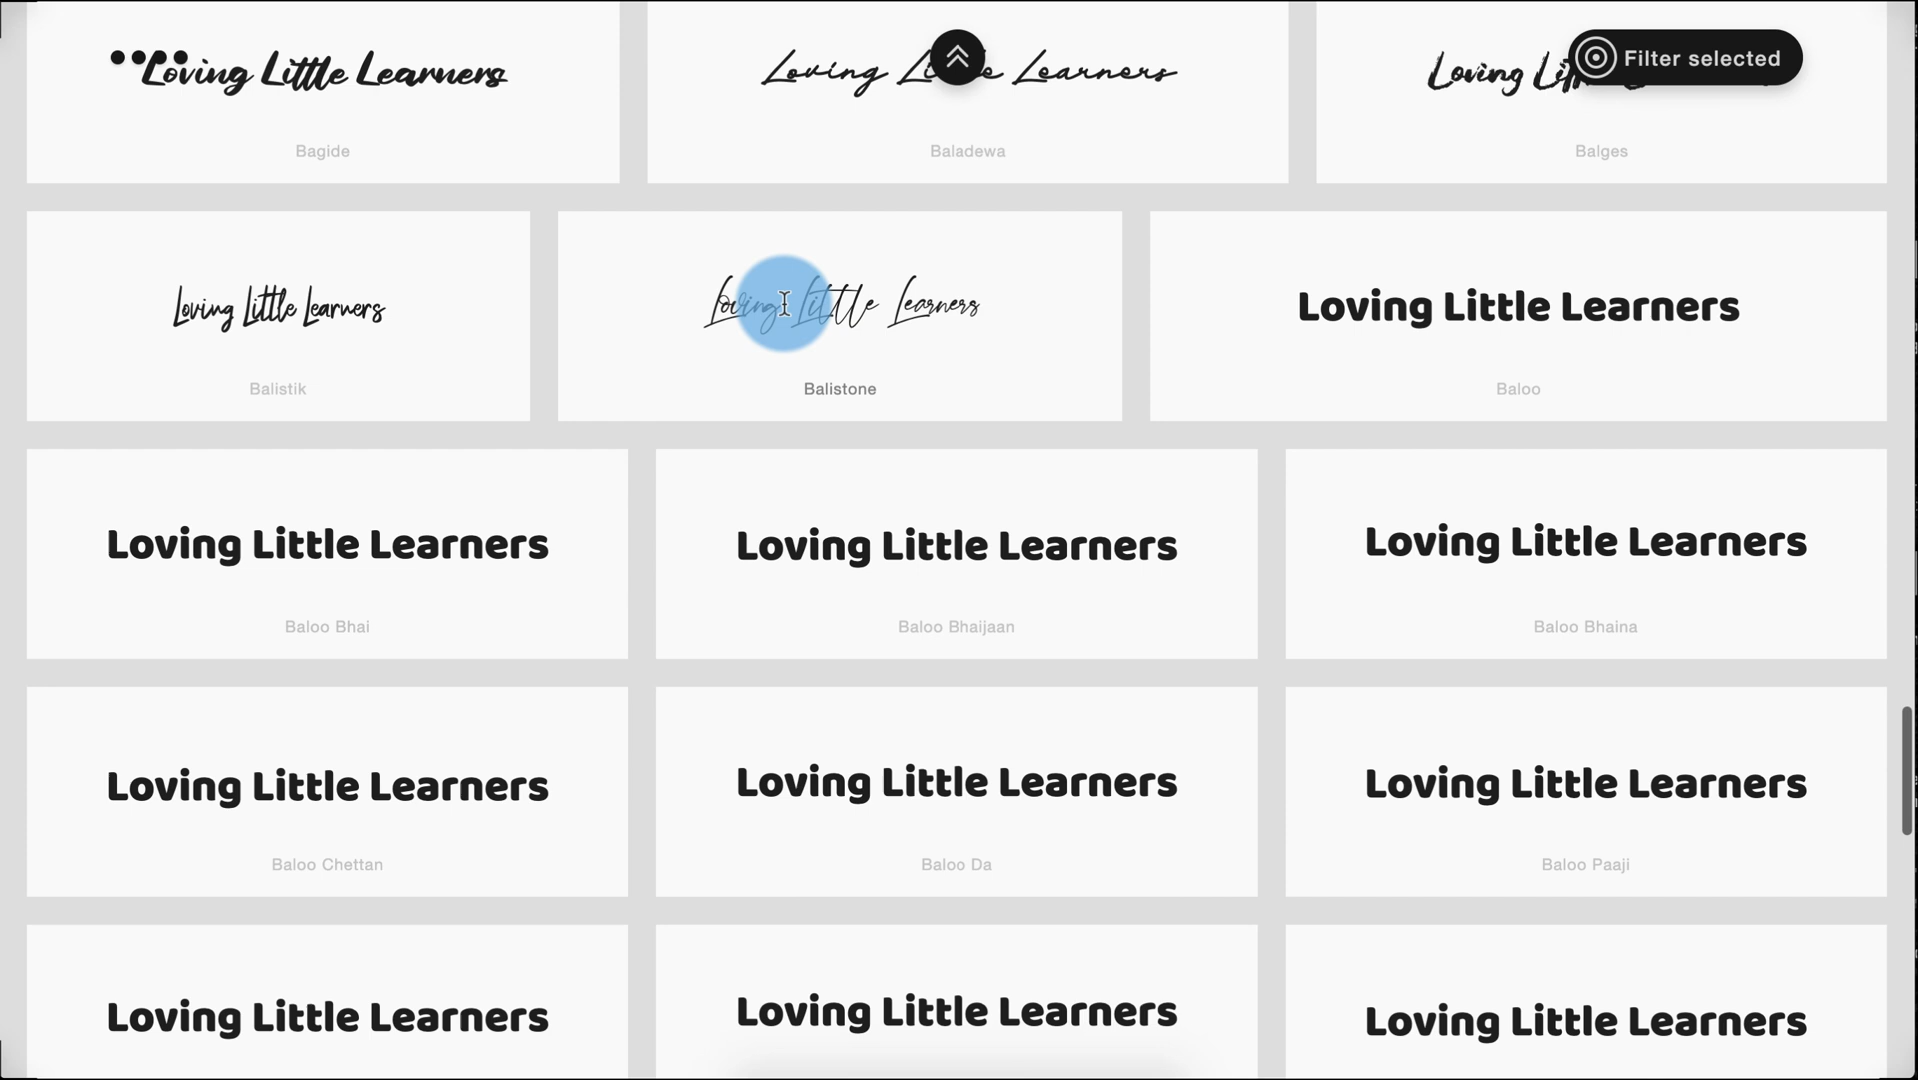 Loving Little Learners
Loving Li e Learners
Loving
Filter selected
Bagide
Baladewa
Balges
Loving Little Learners
Loving Little Learners
Loving Little Learners
Balistik
Balistone
Baloo
Loving Little Learners
Loving Little Learners
Loving Little Learners
Baloo Bhai
Baloo Bhaijaan
Baloo Bhaina
Loving Little Learners
Loving Little Learners
Loving Little Learners
Baloo Chettan
Baloo Da
Baloo Paaji
Loving Little Learners
Loving Little Learners
Loving Little Learners